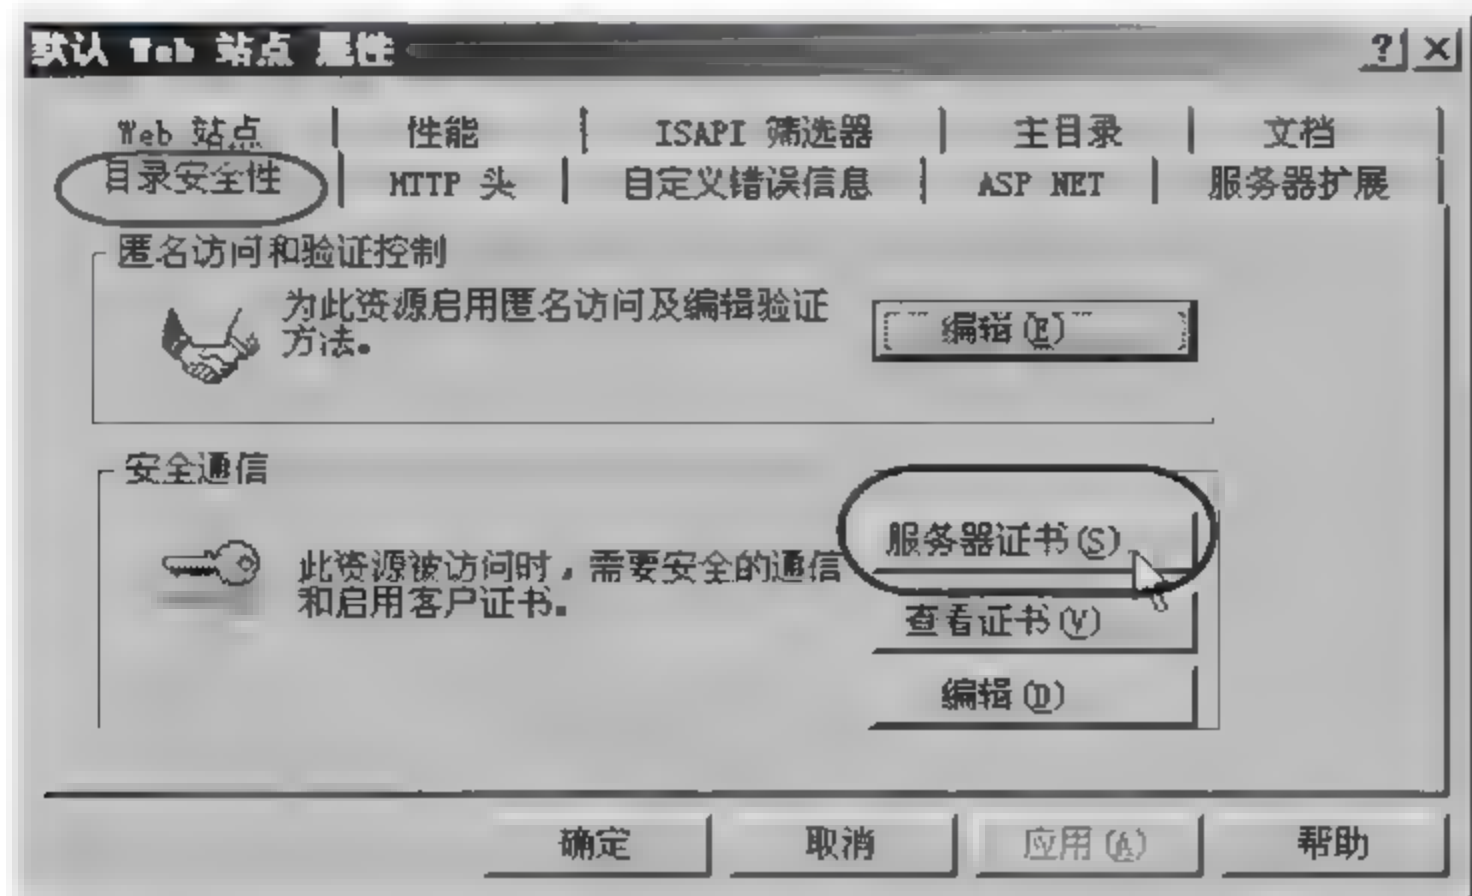 默认 Web 站点 属性
Web 站点 性能 ISAPI 筛选器 主目录 文档
目录安全性 HTTP 头 自定义错误信息 ASP NET 服务器扩展
匿名访问和验证控制
为此资源启用匿名访问及编辑验证
方法。
编辑(E)
安全通信
服务器证书(S)
此资源被访问时，需要安全的通信
和启用客户证书。
查看证书(V)
编辑(D)
确定 取消 应用(A) 帮助